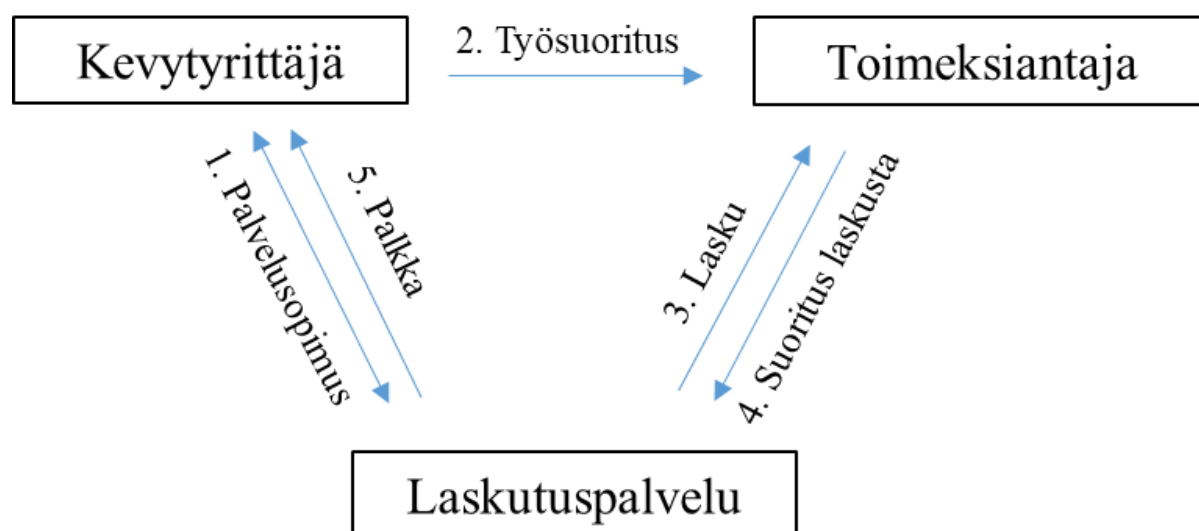 Kevytyrittäjä
2. Työsuoritus
Toimeksiantaja
1. Palvelusopimus
5. Palkka
3. Lasku
4. Suoritus laskusta
Laskutuspalvelu